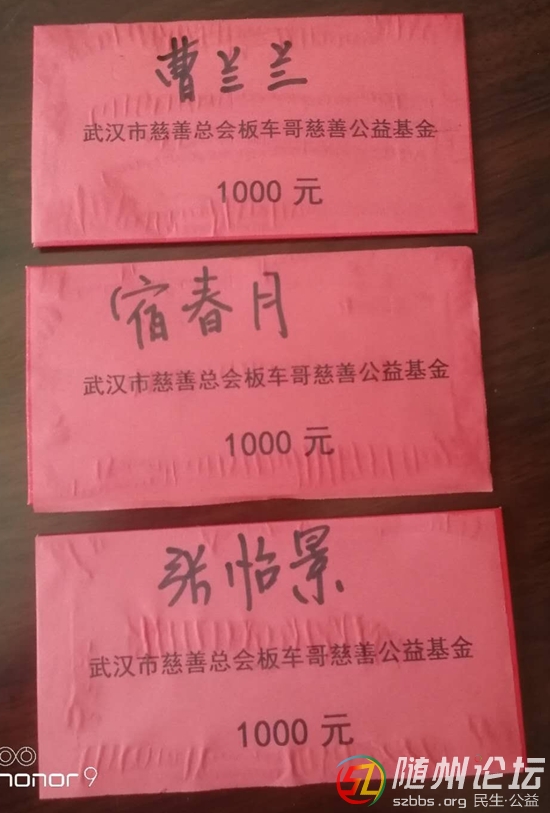 曹兰兰
武汉市慈善总会板车哥慈善公益基金
1000 元
宿春月
武汉市慈善总会板车哥慈善公益基金
1000 元
张怡景
武汉市慈善总会板车哥慈善公益基金
1000 元
honor 9
随州论坛
szbbs.org 民生·公益